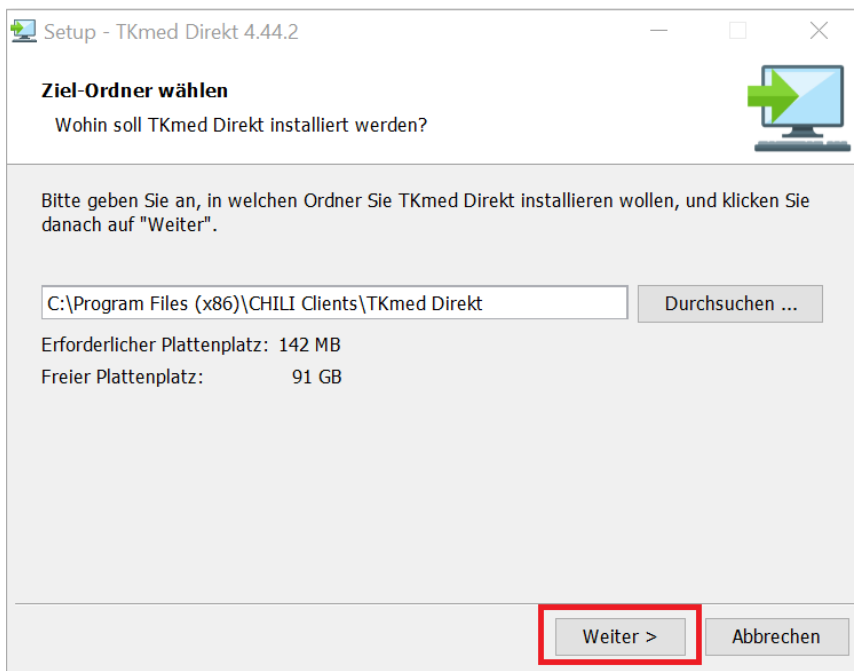 Setup - TKmed Direkt 4.44.2
Ziel-Ordner wählen
Wohin soll TKmed Direkt installiert werden?
Bitte geben Sie an, in welchen Ordner Sie TKmed Direkt installieren wollen, und klicken Sie
danach auf "Weiter".
C:\Program Files (x86)\CHILI Clients\TKmed Direkt
Durchsuchen ...
Erforderlicher Plattenplatz: 142 MB
Freier Plattenplatz: 91 GB
Weiter >
Abbrechen